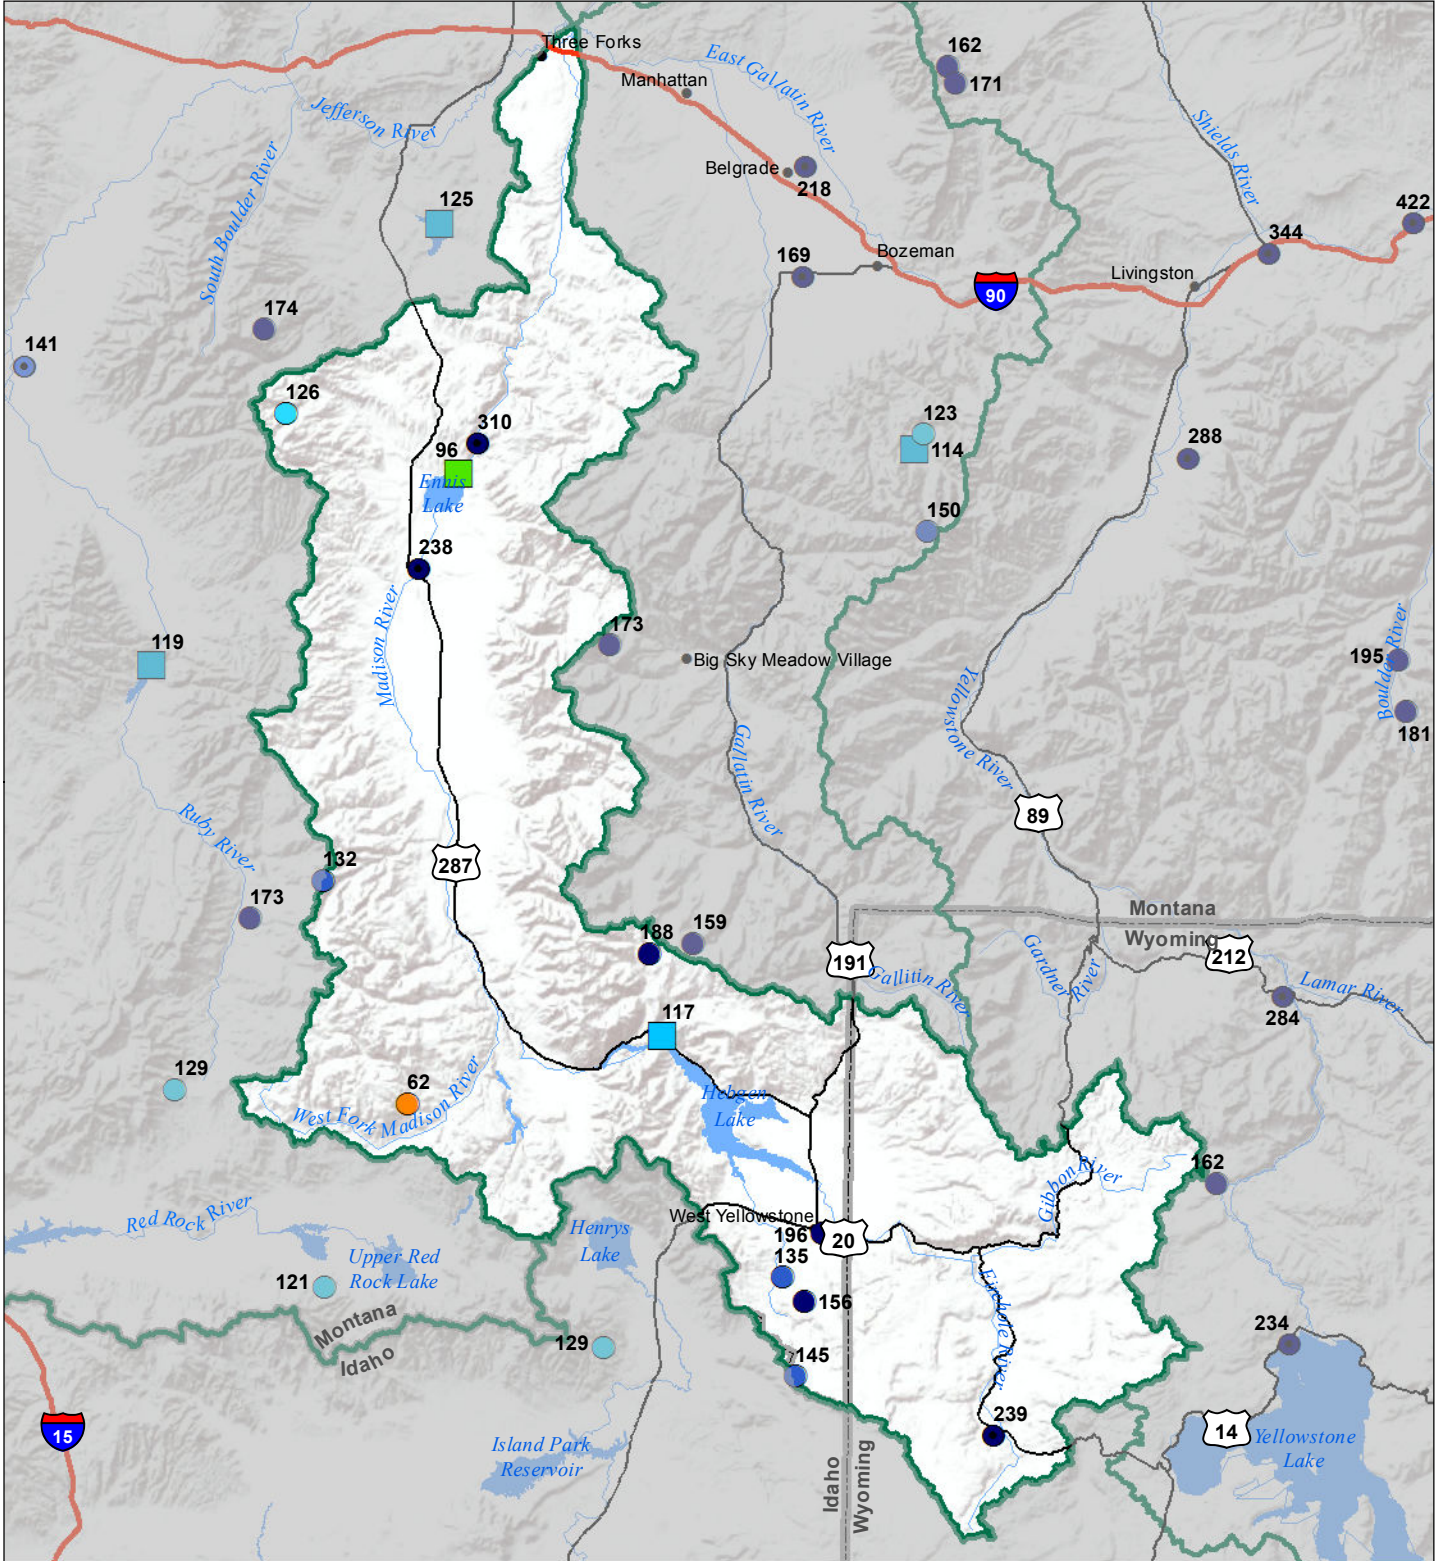 Three Forks
162
171
Manhattan
East Gallatin River
Jefferson River
Shields River
South Boulder River
Belgrade
218
125
422
344
169
Bozeman
Livingston
90
174
141
126
123
114
288
310
96
Ennis
Lake
150
238
Madison River
173
Big Sky Meadow Village
119
195
Boulder River
181
Yellowstone River
Gallatin River
Ruby River
89
132
287
173
188
159
Montana
Wyoming
191
212
Gallitin River
Gardner
River
Lamar River
284
117
129
62
West Fork Madison River
Hebgen
Lake
Gibbon River
162
Red Rock River
West Yellowstone
196
20
Henrys
Lake
135
Upper Red
Rock Lake
121
156
Firehole River
Montana
Idaho
129
145
234
239
15
14
Yellowstone
Lake
Island Park
Reservoir
Idaho
Wyoming